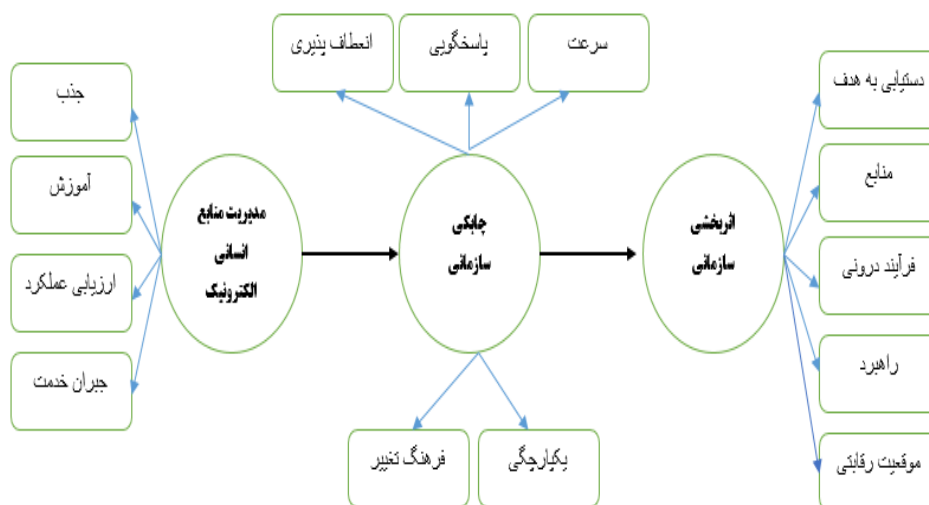 سرعت
پاسخگویی
انعطاف پذیری
دستیابی به هدف
منابع
فرآیند درونی
راهبرد
موقعیت رقابتی
اثربخشی
سازمانی
چابکی
سازمانی
مدیریت منابع
انسانی
الکترونیک
جذب
آموزش
ارزیابی عملکرد
جبران خدمت
یکپارچگی
فرهنگ تغییر